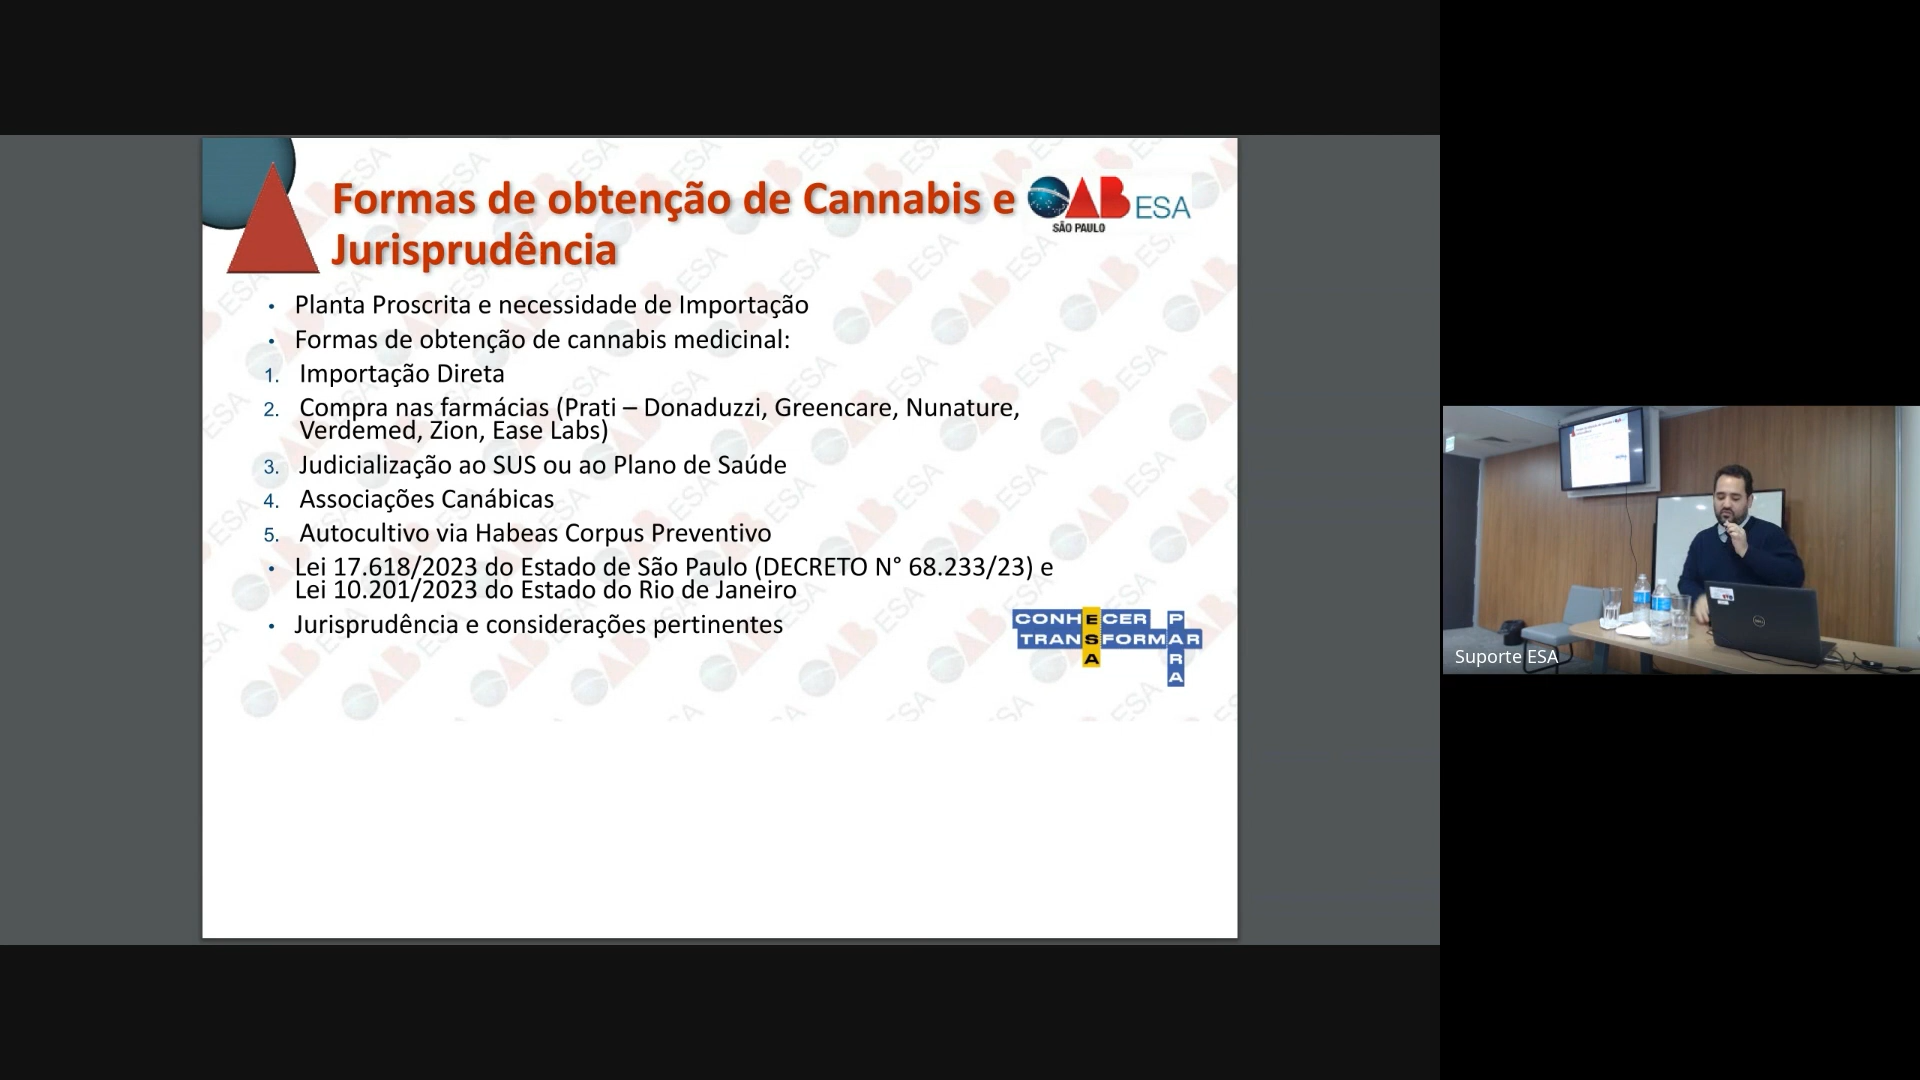 Formas de obtenção de Cannabis e
Jurisprudência
OAB ESA
SÃO PAULO
• Planta Proscrita e necessidade de Importação
• Formas de obtenção de cannabis medicinal:
1. Importação Direta
2. Compra nas farmácias (Prati – Donaduzzi, Greencare, Nunature,
Verdemed, Zion, Ease Labs)
3. Judicialização ao SUS ou ao Plano de Saúde
4. Associações Canábicas
5. Autocultivo via Habeas Corpus Preventivo
• Lei 17.618/2023 do Estado de São Paulo (DECRETO N° 68.233/23) e
Lei 10.201/2023 do Estado do Rio de Janeiro
• Jurisprudência e considerações pertinentes
CONHECER
TRANSFORMAR
ESA
PARA
Suporte ESA